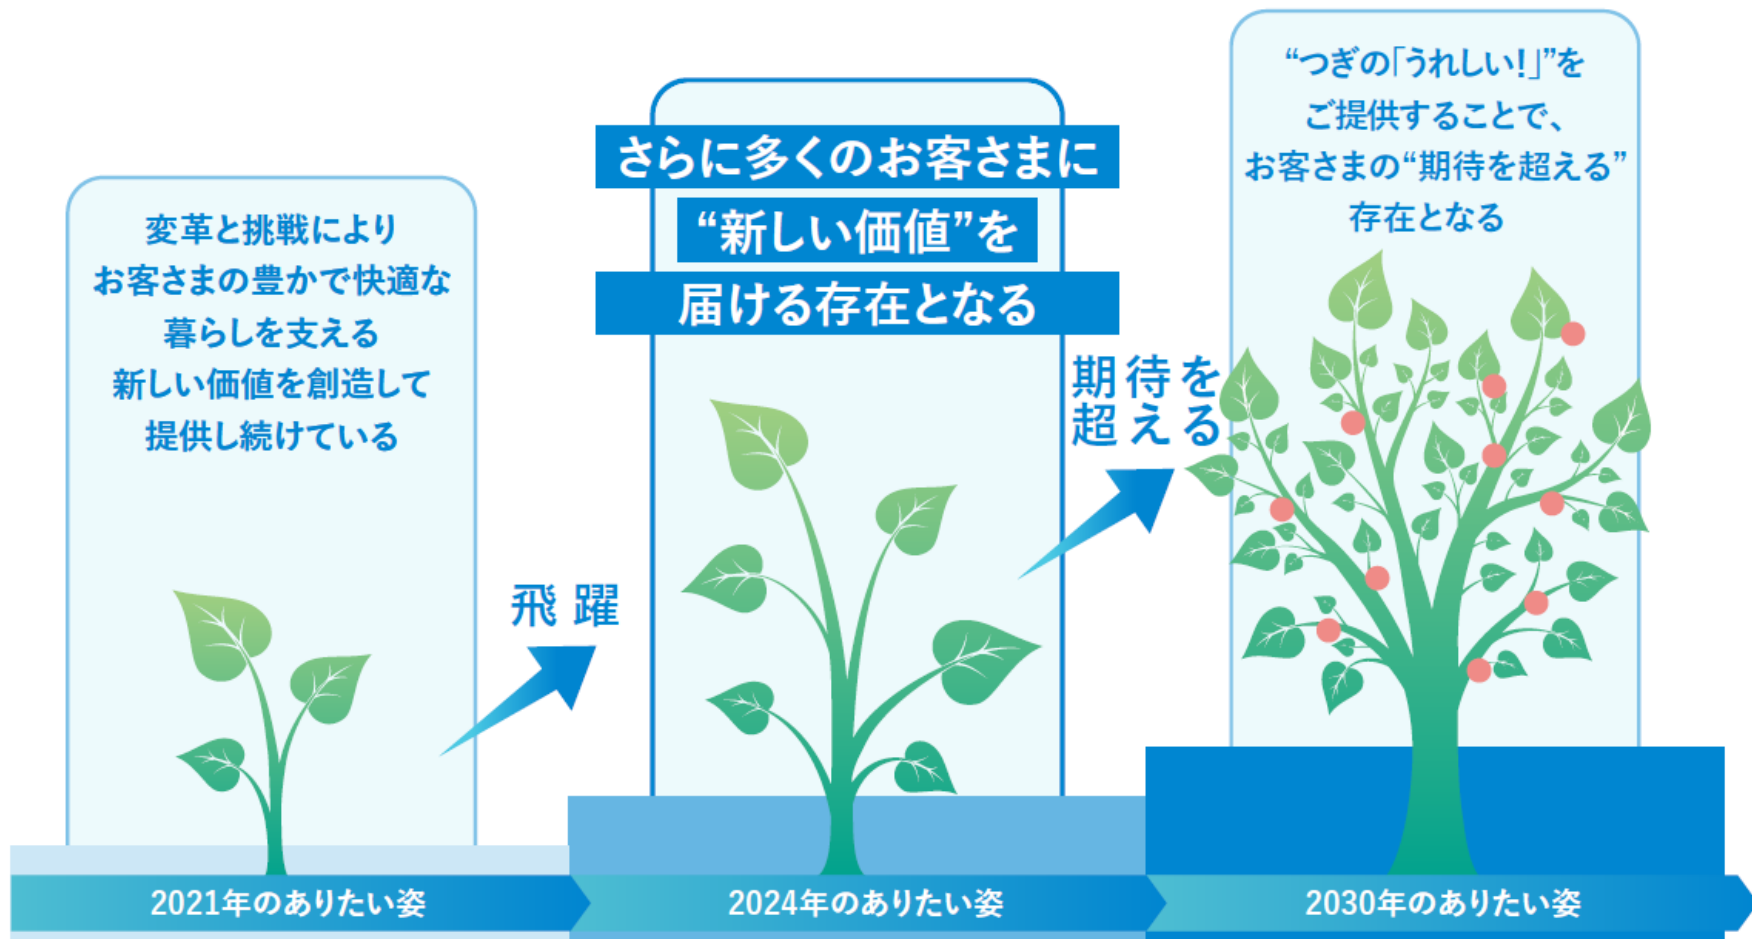 変革と挑戦により
お客さまの豊かで快適な
暮らしを支える
新しい価値を創造して
提供し続けている
飛躍
さらに多くのお客さまに
“新しい価値”を
届ける存在となる
期待を
超える
“つぎの「うれしい!」”を
ご提供することで、
お客さまの“期待を超える”
存在となる
2021年のありたい姿
2024年のありたい姿
2030年のありたい姿